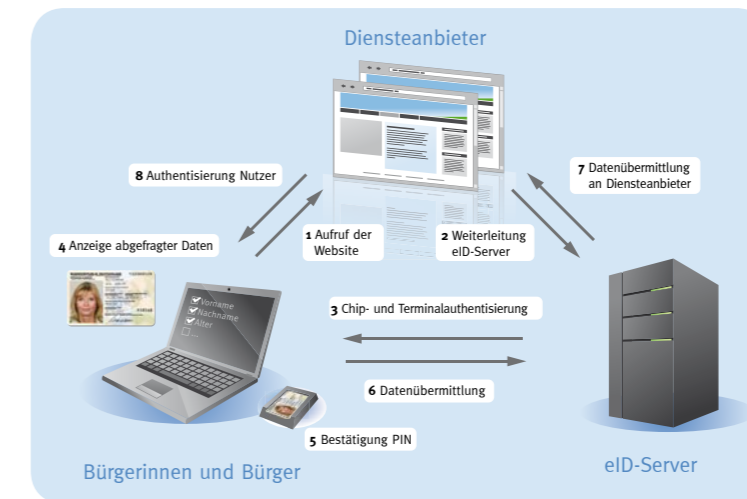 Diensteanbieter
8 Authentisierung Nutzer
7 Datenübermittlung
an Diensteanbieter
1 Aufruf der
Website
2 Weiterleitung
eID-Server
4 Anzeige abgefragter Daten
Vorname
Nachname
Alter
...
3 Chip- und Terminalauthentisierung
6 Datenübermittlung
5 Bestätigung PIN
Bürgerinnen und Bürger
eID-Server